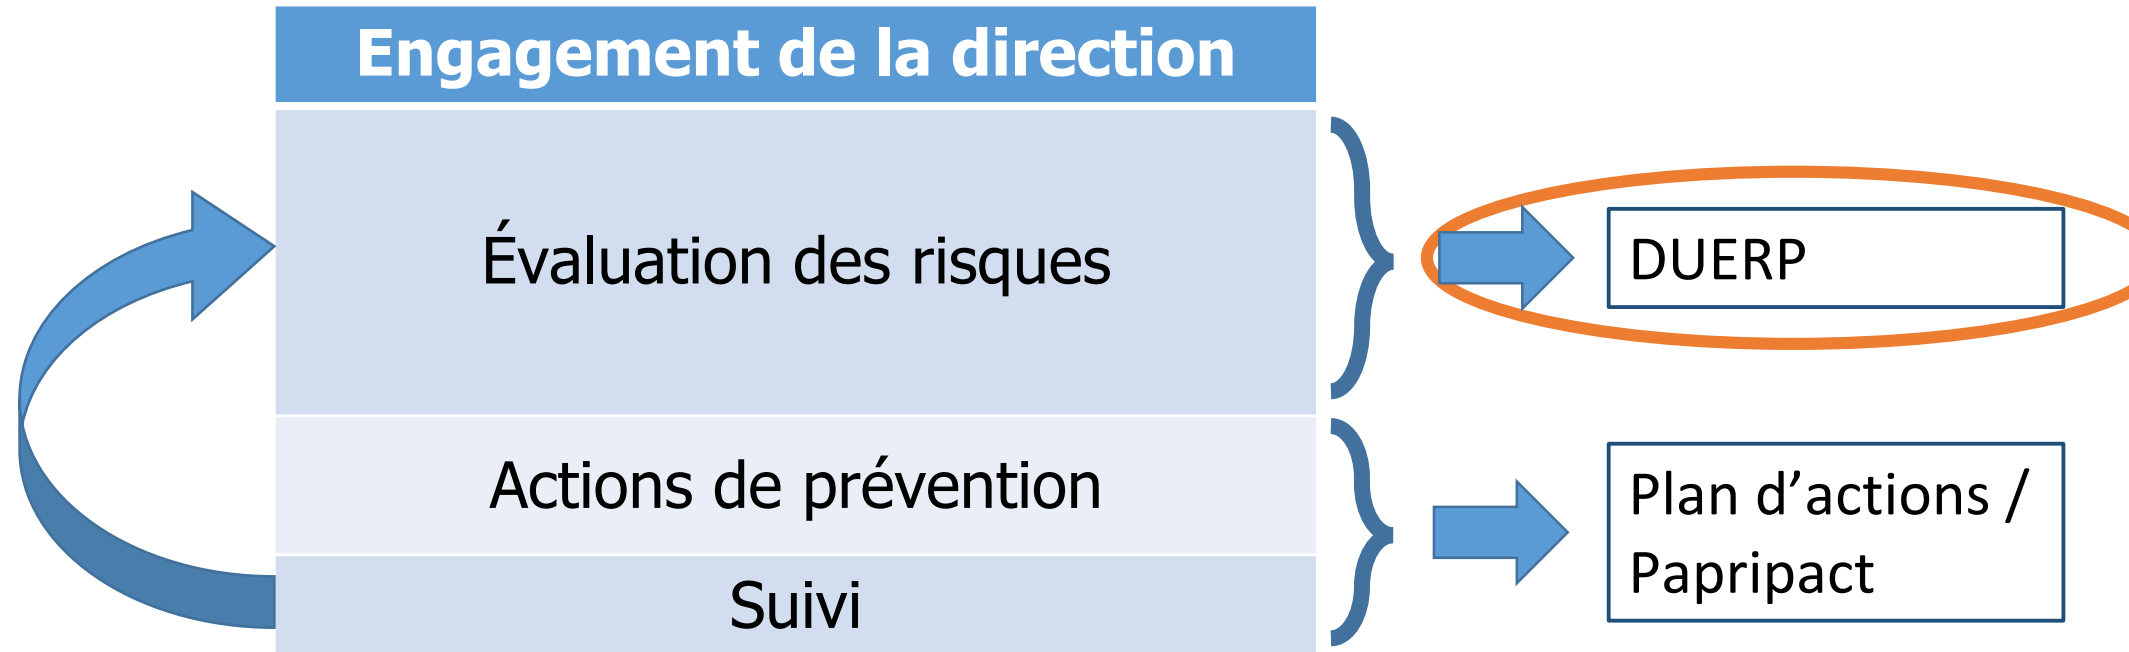 Engagement de la direction
Évaluation des risques
DUERP
Actions de prévention
Plan d’actions /
Papripact
Suivi